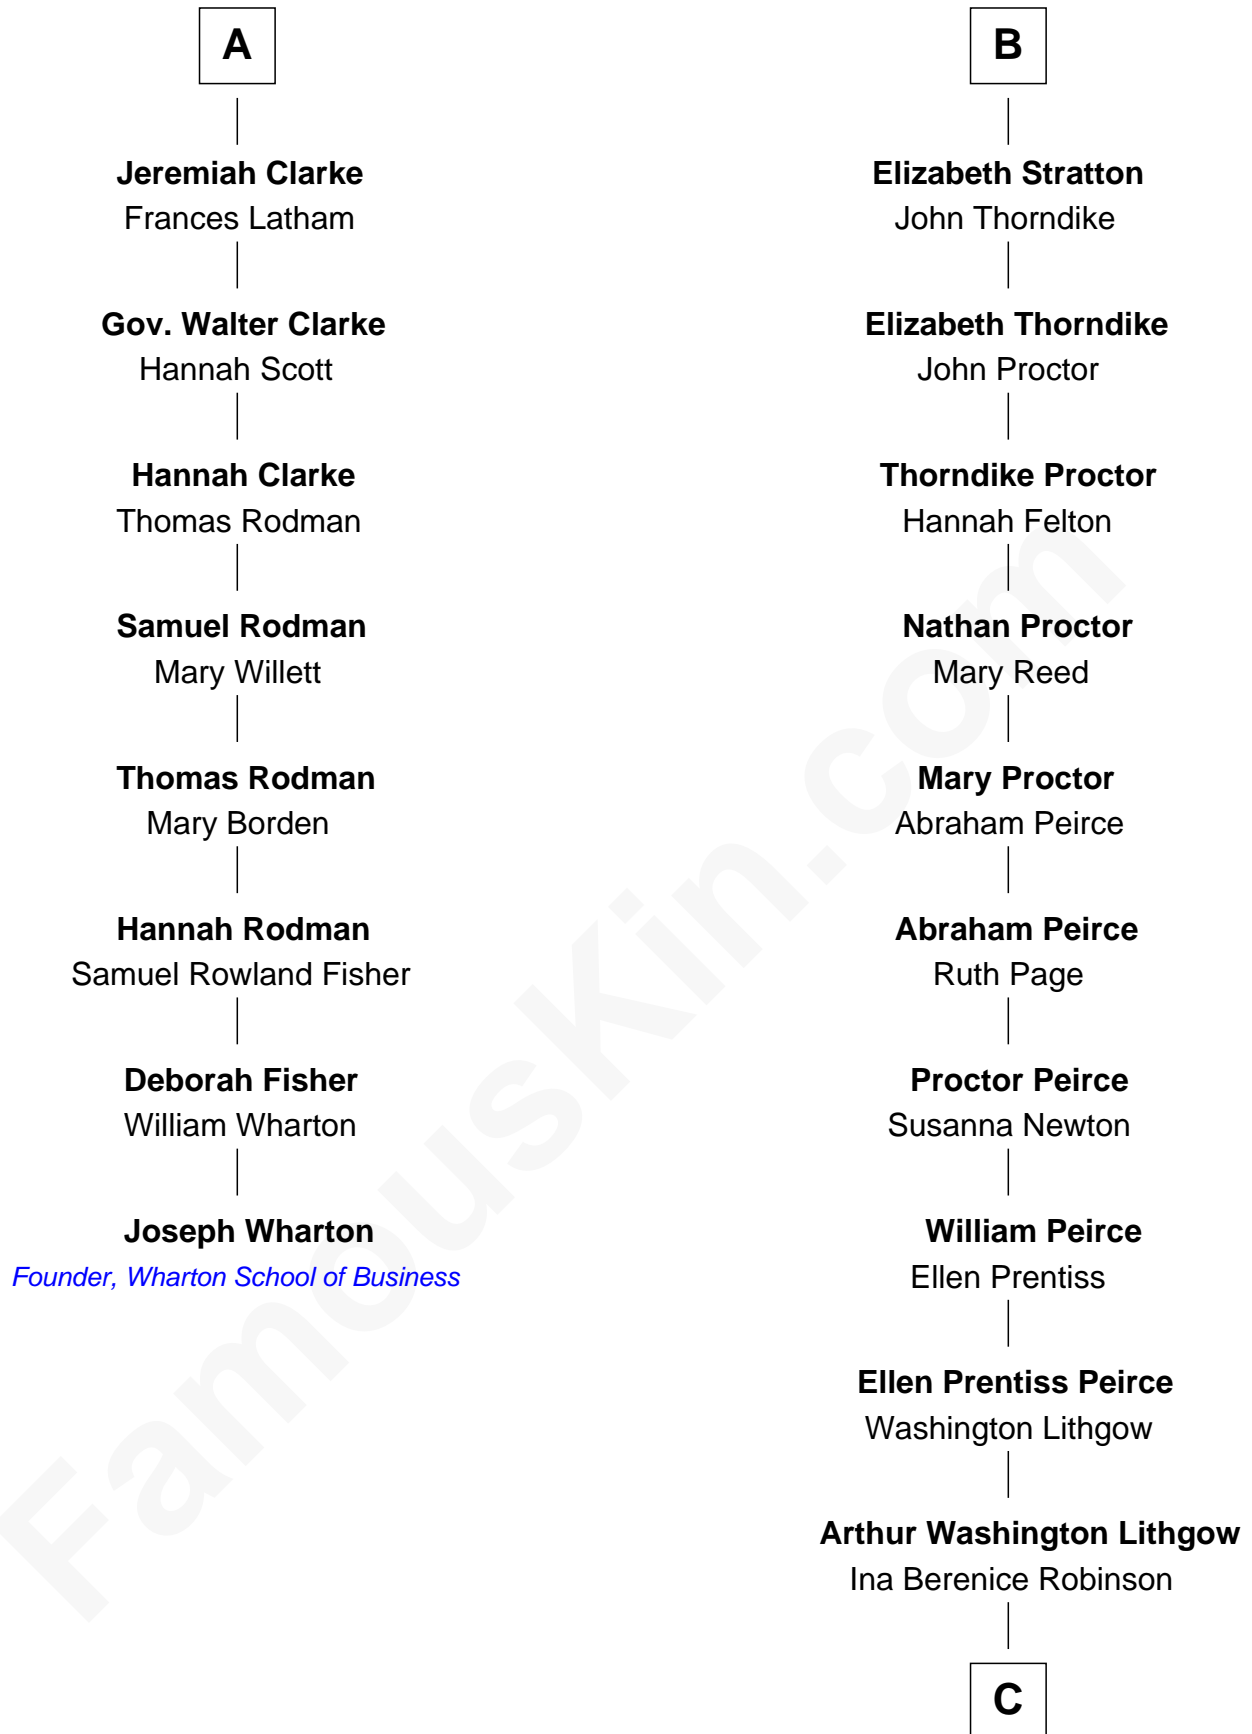 A
Jeremiah Clarke
Frances Latham
Gov. Walter Clarke
Hannah Scott
Hannah Clarke
Thomas Rodman
Samuel Rodman
Mary Willett
Thomas Rodman
Mary Borden
Hannah Rodman
Samuel Rowland Fisher
Deborah Fisher
William Wharton
Joseph Wharton
Founder, Wharton School of Business
B
Elizabeth Stratton
John Thorndike
Elizabeth Thorndike
John Proctor
Thorndike Proctor
Hannah Felton
Nathan Proctor
Mary Reed
Mary Proctor
Abraham Peirce
Abraham Peirce
Ruth Page
Proctor Peirce
Susanna Newton
William Peirce
Ellen Prentiss
Ellen Prentiss Peirce
Washington Lithgow
Arthur Washington Lithgow
Ina Berenice Robinson
C
FamousKin.com